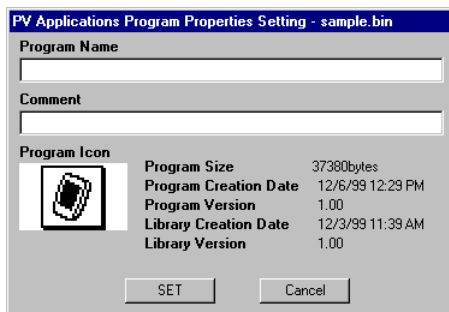 PV Applications Program Properties Setting - sample.bin
Program Name
Comment
Program Icon
Program Size 37380bytes
Program Creation Date 12/6/99 12:29 PM
Program Version 1.00
Library Creation Date 12/3/99 11:39 AM
Library Version 1.00
SET Cancel